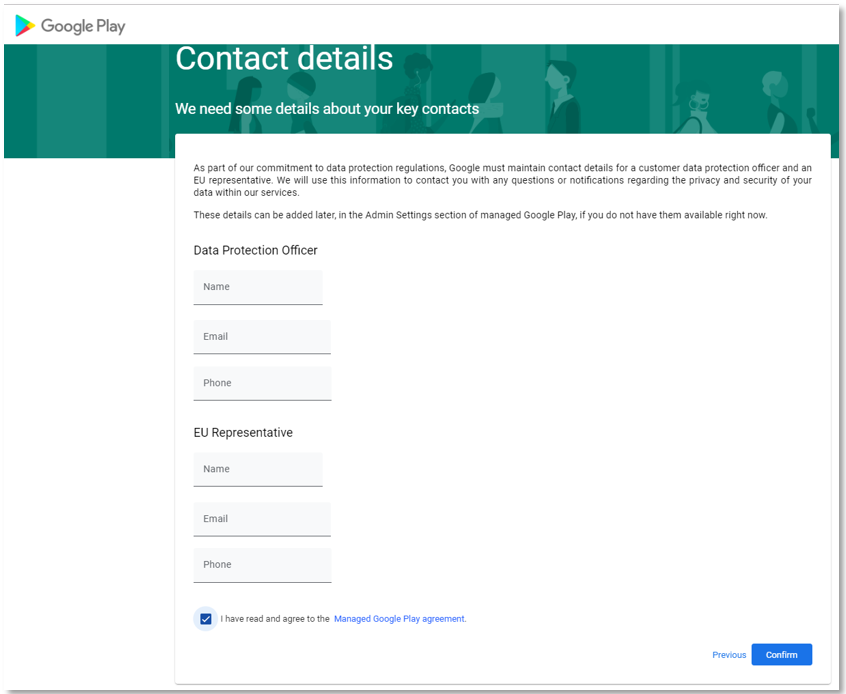 Google Play
Contact details
We need some details about your key contacts
As part of our commitment to data protection regulations, Google must maintain contact details for a customer data protection officer and an
EU representative. We will use this information to contact you with any questions or notifications regarding the privacy and security of your
data within our services.
These details can be added later, in the Admin Settings section of managed Google Play, if you do not have them available right now.
Data Protection Officer
Name
Email
Phone
EU Representative
Name
Email
Phone
I have read and agree to the Managed Google Play agreement.
Previous Confirm